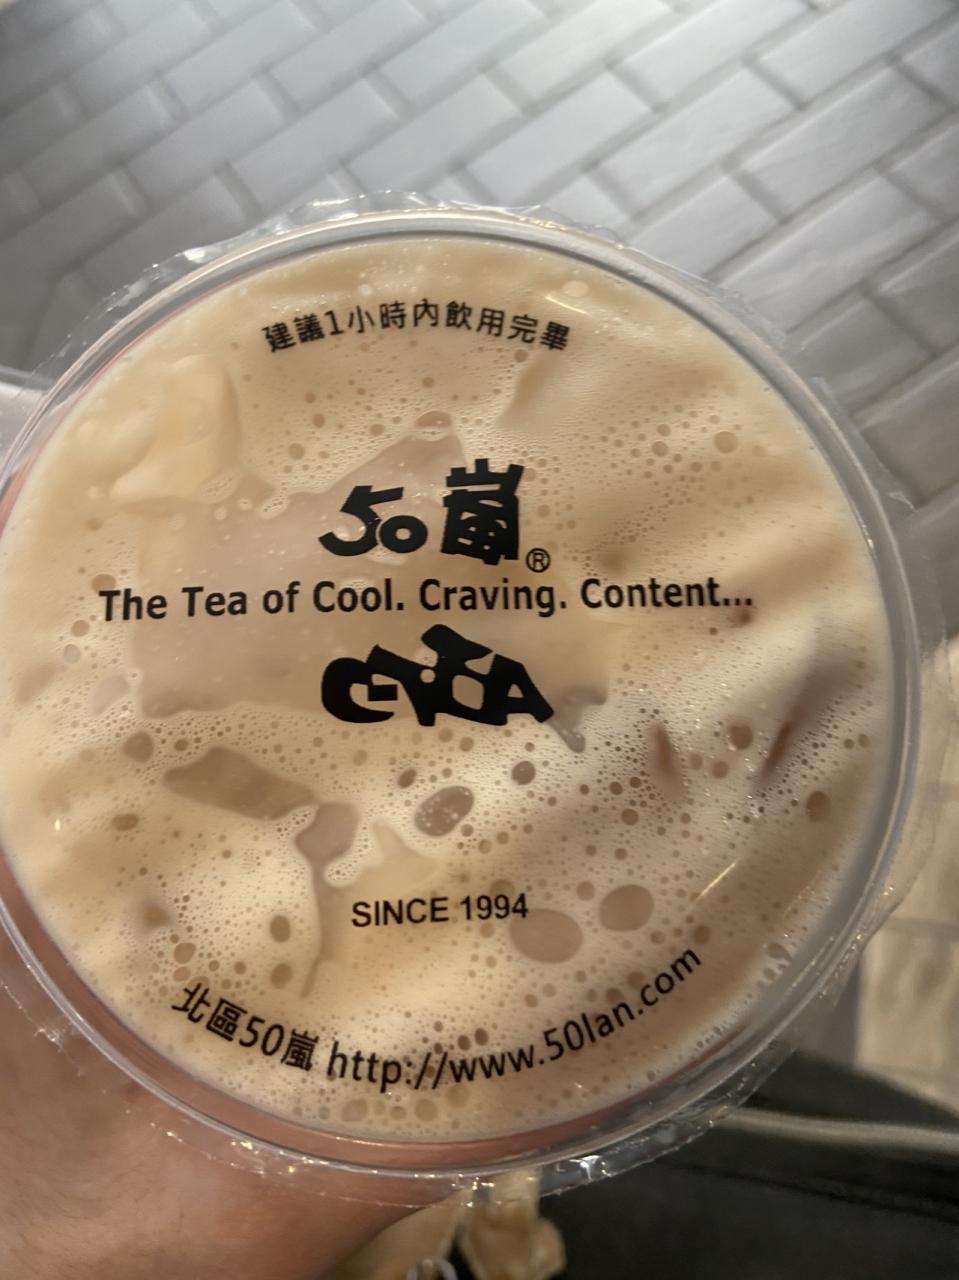 建議1小時內飲用完畢
50嵐®
The Tea of Cool. Craving. Content...
SINCE 1994
北區50嵐 http://www.50lan.com